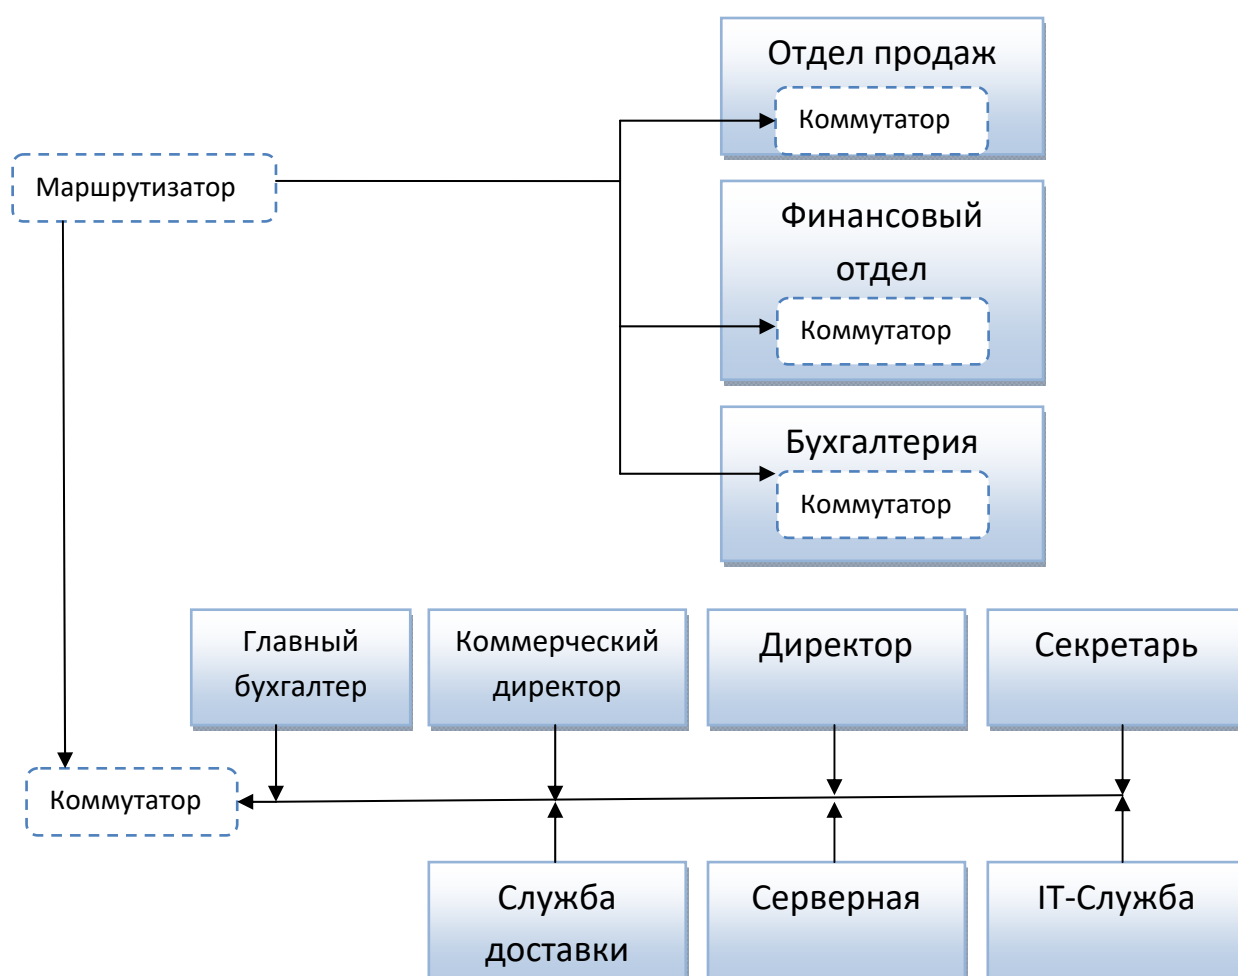 Отдел продаж
Коммутатор
Маршрутизатор
Финансовый
отдел
Коммутатор
Бухгалтерия
Коммутатор
Главный
бухгалтер
Коммерческий
директор
Директор
Секретарь
Коммутатор
Служба
доставки
Серверная
IT-Служба